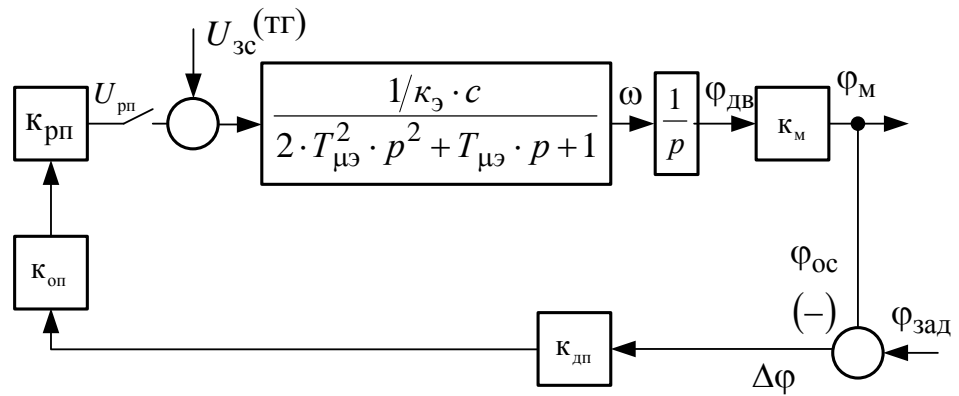 U_зс(тг)
к_рп
U_рп
1/к_э · c
2 · T_μэ^2 · p^2 + T_μэ · p + 1
ω
1
p
φ_дв
к_м
φ_м
к_оп
φ_ос
(−)
φ_зад
к_дп
Δφ